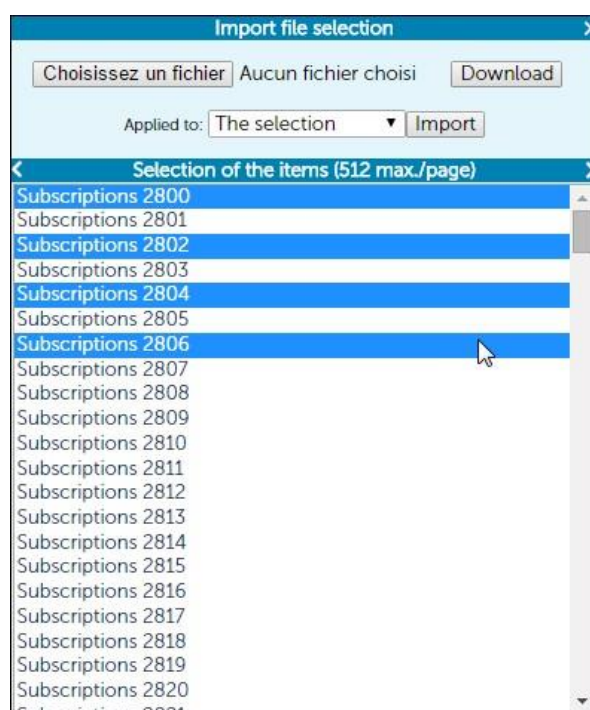 Import file selection
Choisissez un fichier Aucun fichier choisi Download
Applied to: The selection Import
Selection of the items (512 max./page)
Subscriptions 2800
Subscriptions 2801
Subscriptions 2802
Subscriptions 2803
Subscriptions 2804
Subscriptions 2805
Subscriptions 2806
Subscriptions 2807
Subscriptions 2808
Subscriptions 2809
Subscriptions 2810
Subscriptions 2811
Subscriptions 2812
Subscriptions 2813
Subscriptions 2814
Subscriptions 2815
Subscriptions 2816
Subscriptions 2817
Subscriptions 2818
Subscriptions 2819
Subscriptions 2820